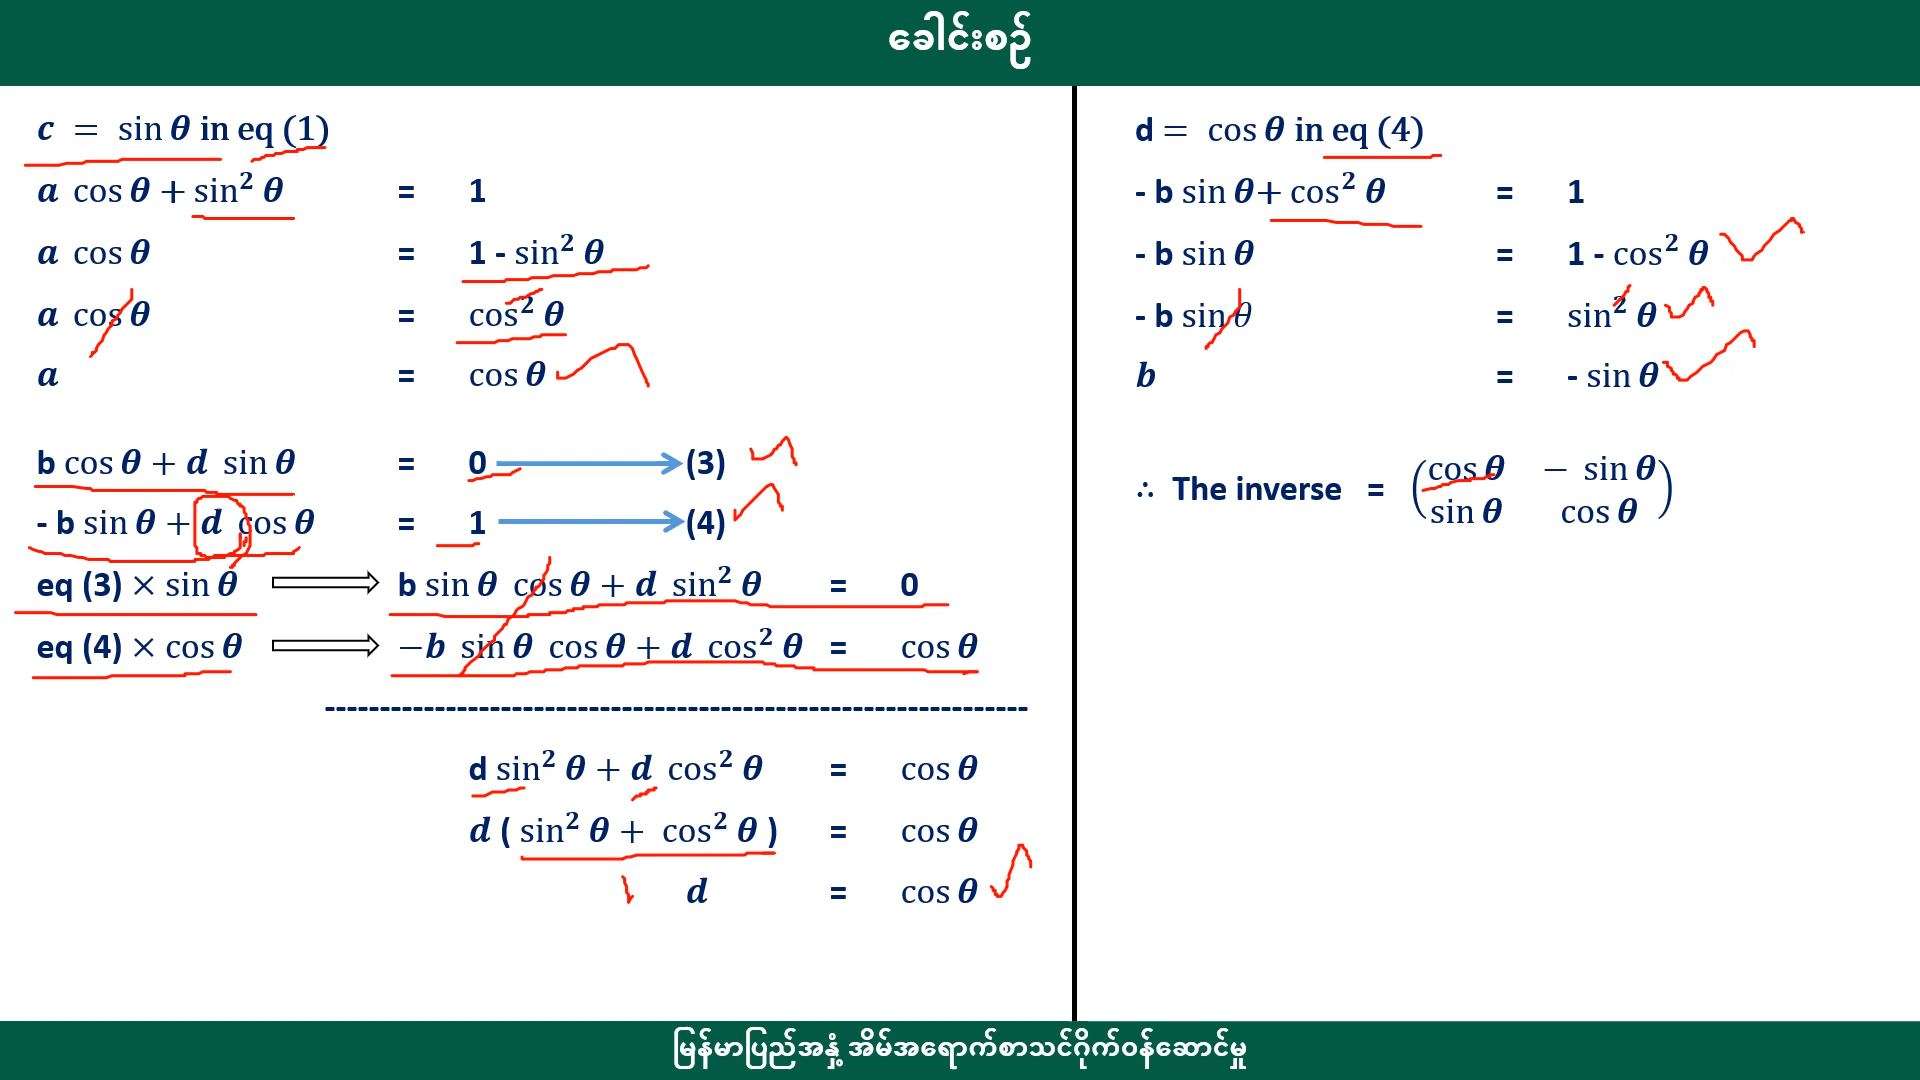 ခေါင်းစဉ်
c = sin θ in eq (1)
a cos θ + sin² θ = 1
a cos θ = 1 - sin² θ
a cos θ = cos² θ
a = cos θ
b cos θ + d sin θ = 0 (3)
- b sin θ + d cos θ = 1 (4)
eq (3) × sin θ b sin θ cos θ + d sin² θ = 0
eq (4) × cos θ −b sin θ cos θ + d cos² θ = cos θ
----------------------------------------------------------------
d sin² θ + d cos² θ = cos θ
d ( sin² θ + cos² θ ) = cos θ
d = cos θ
d = cos θ in eq (4)
- b sin θ + cos² θ = 1
- b sin θ = 1 - cos² θ
- b sin θ = sin² θ
b = - sin θ
∴ The inverse = ( cos θ − sin θ
sin θ cos θ )
မြန်မာပြည်အနှံ့ အိမ်အရောက်စာသင်ဂိုက်ဝန်ဆောင်မှု